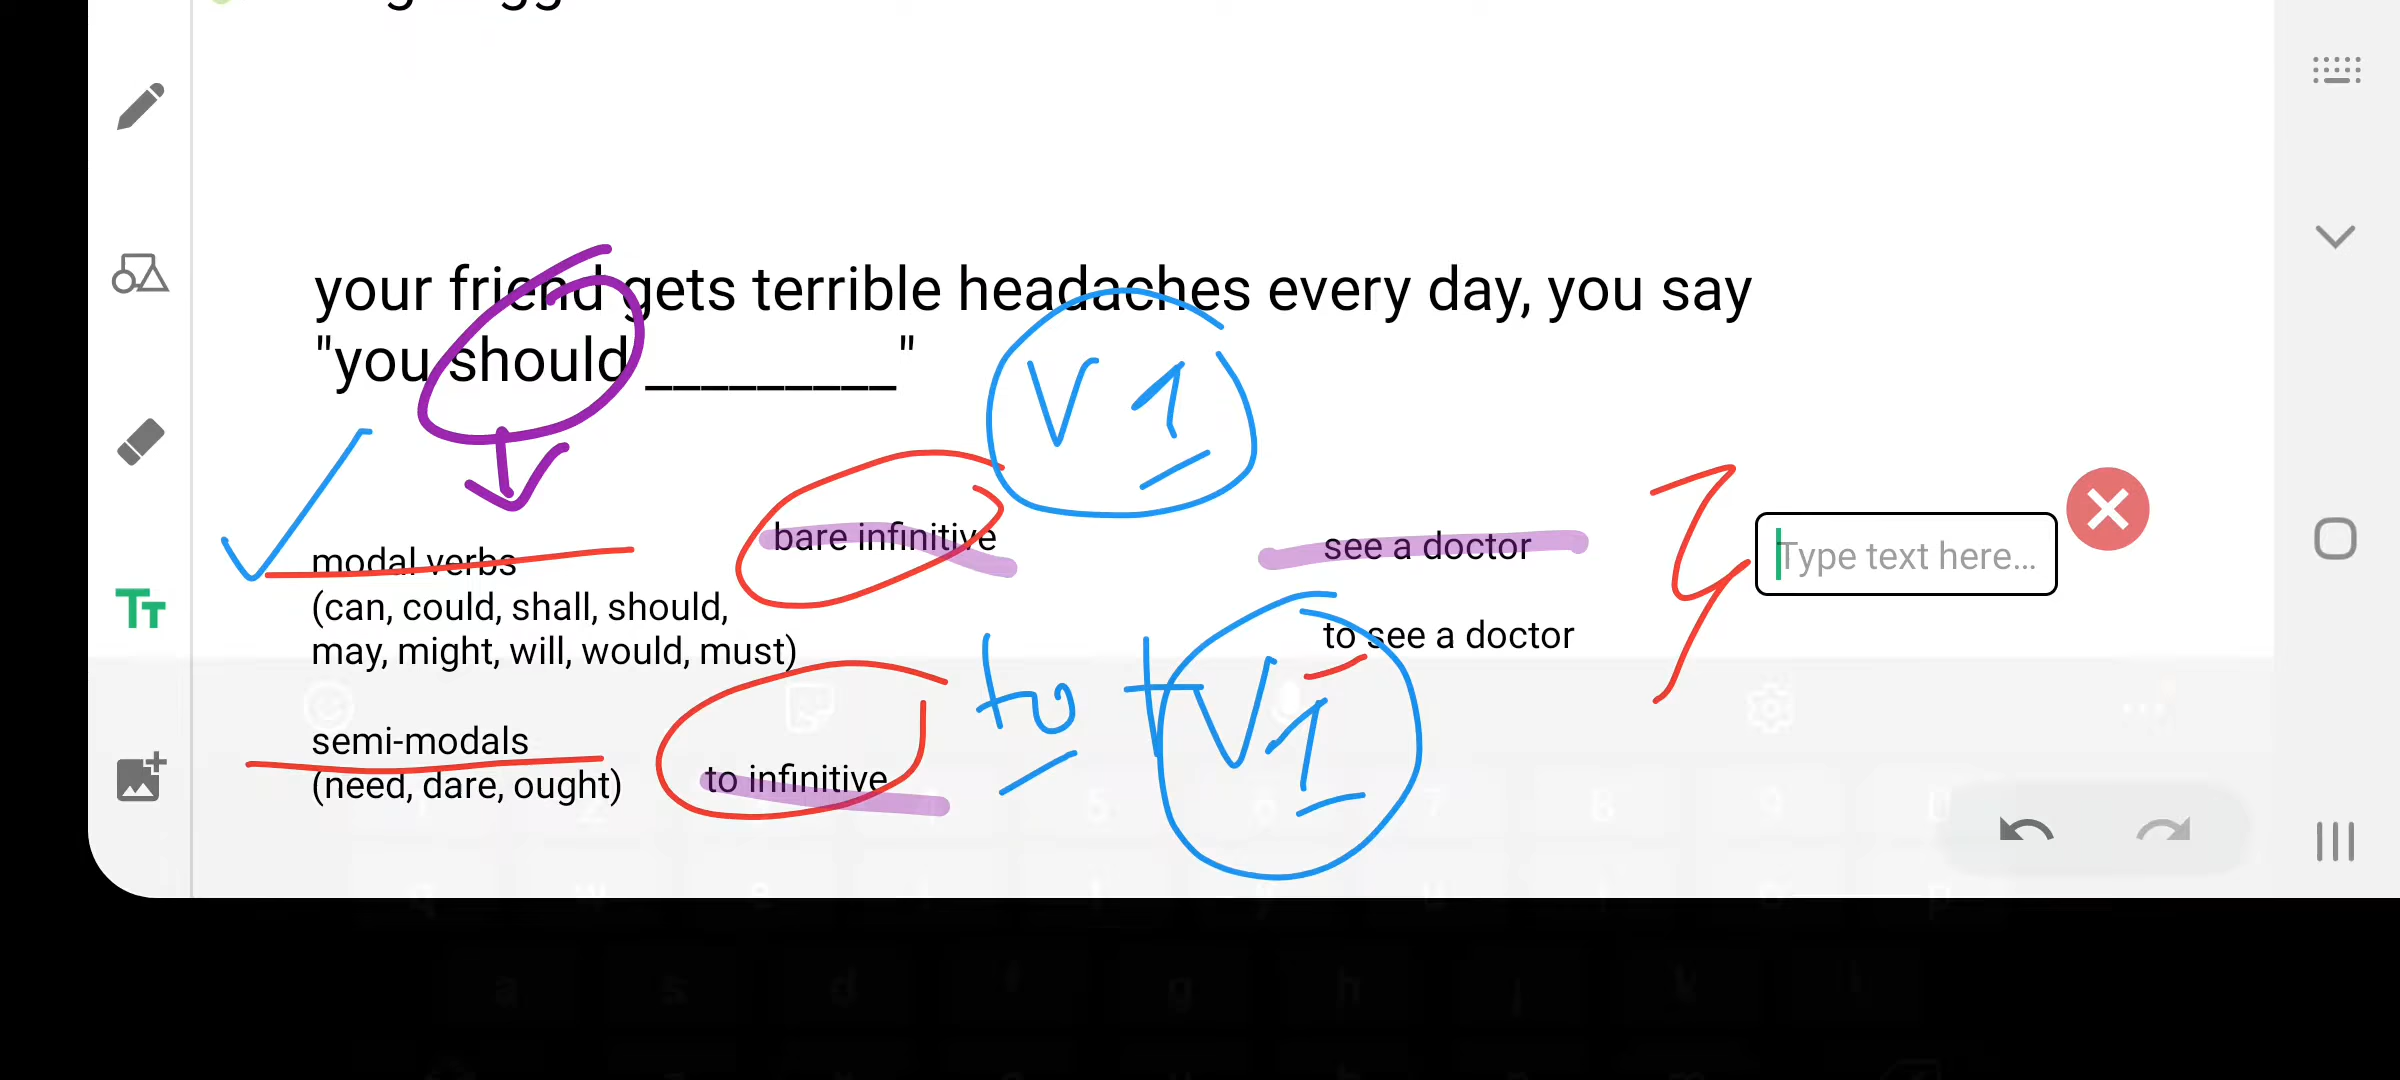 your friend gets terrible headaches every day, you say
"you should _________"
V 1
bare infinitive
see a doctor
modal verbs
(can, could, shall, should,
may, might, will, would, must)
to see a doctor
Type text here...
to + V1
semi-modals
(need, dare, ought)
to infinitive
Tт